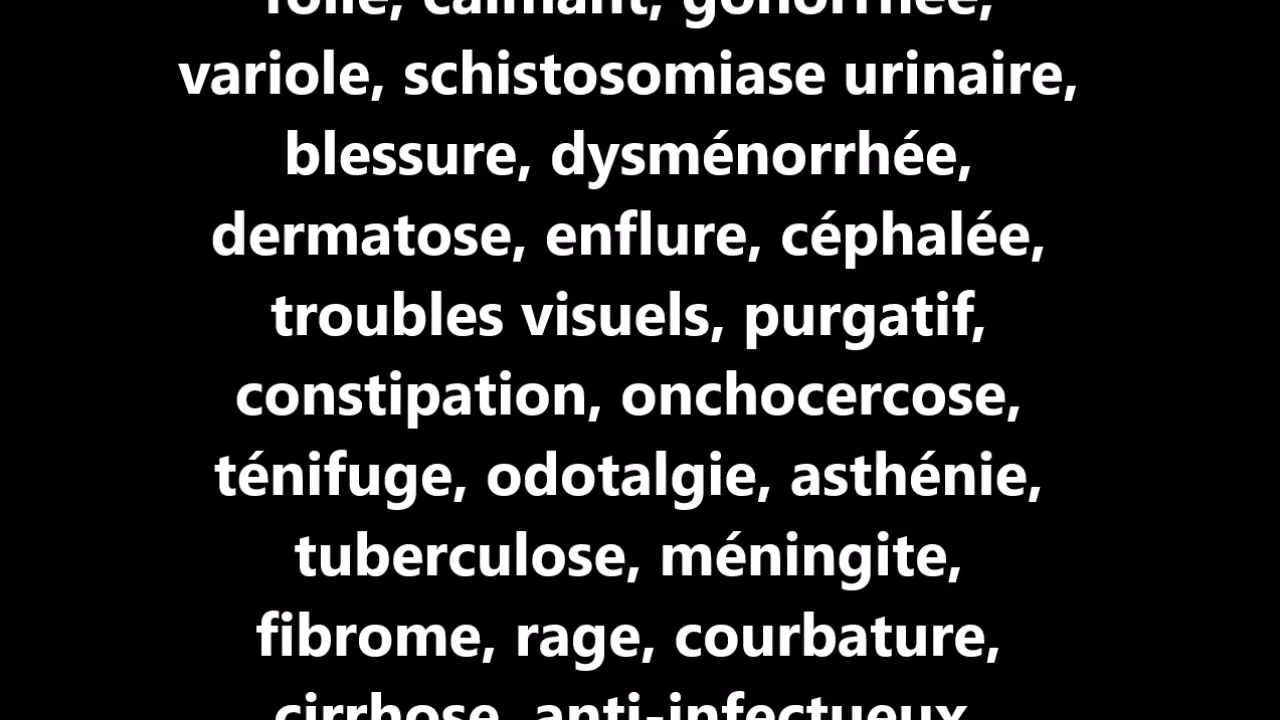 folie, calmant, gonorrhée,
variole, schistosomiase urinaire,
blessure, dysménorrhée,
dermatose, enflure, céphalée,
troubles visuels, purgatif,
constipation, onchocercose,
ténifuge, odotalgie, asthénie,
tuberculose, méningite,
fibrome, rage, courbature,
cirrhose, anti-infectueux